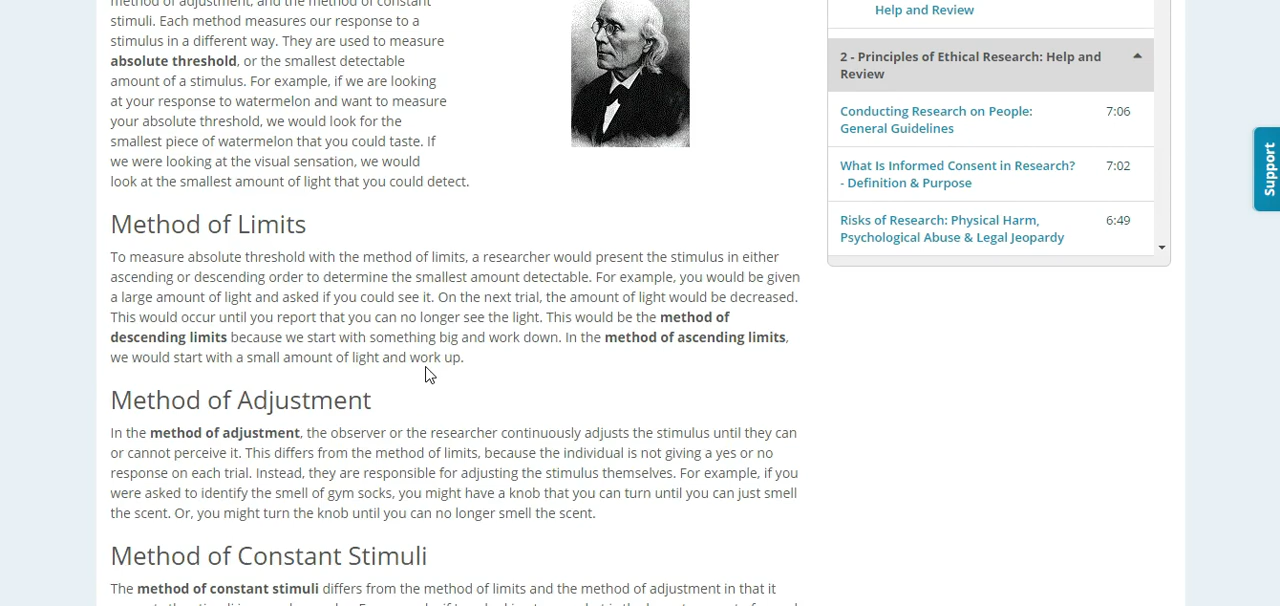 method of adjustment, and the method of constant
stimuli. Each method measures our response to a
stimulus in a different way. They are used to measure
absolute threshold, or the smallest detectable
amount of a stimulus. For example, if we are looking
at your response to watermelon and want to measure
your absolute threshold, we would look for the
smallest piece of watermelon that you could taste. If
we were looking at the visual sensation, we would
look at the smallest amount of light that you could detect.
Method of Limits
To measure absolute threshold with the method of limits, a researcher would present the stimulus in either
ascending or descending order to determine the smallest amount detectable. For example, you would be given
a large amount of light and asked if you could see it. On the next trial, the amount of light would be decreased.
This would occur until you report that you can no longer see the light. This would be the method of
descending limits because we start with something big and work down. In the method of ascending limits,
we would start with a small amount of light and work up.
Method of Adjustment
In the method of adjustment, the observer or the researcher continuously adjusts the stimulus until they can
or cannot perceive it. This differs from the method of limits, because the individual is not giving a yes or no
response on each trial. Instead, they are responsible for adjusting the stimulus themselves. For example, if you
were asked to identify the smell of gym socks, you might have a knob that you can turn until you can just smell
the scent. Or, you might turn the knob until you can no longer smell the scent.
Method of Constant Stimuli
The method of constant stimuli differs from the method of limits and the method of adjustment in that it
Help and Review
2 - Principles of Ethical Research: Help and
Review
Conducting Research on People: 7:06
General Guidelines
What Is Informed Consent in Research? 7:02
- Definition & Purpose
Risks of Research: Physical Harm, 6:49
Psychological Abuse & Legal Jeopardy
Support